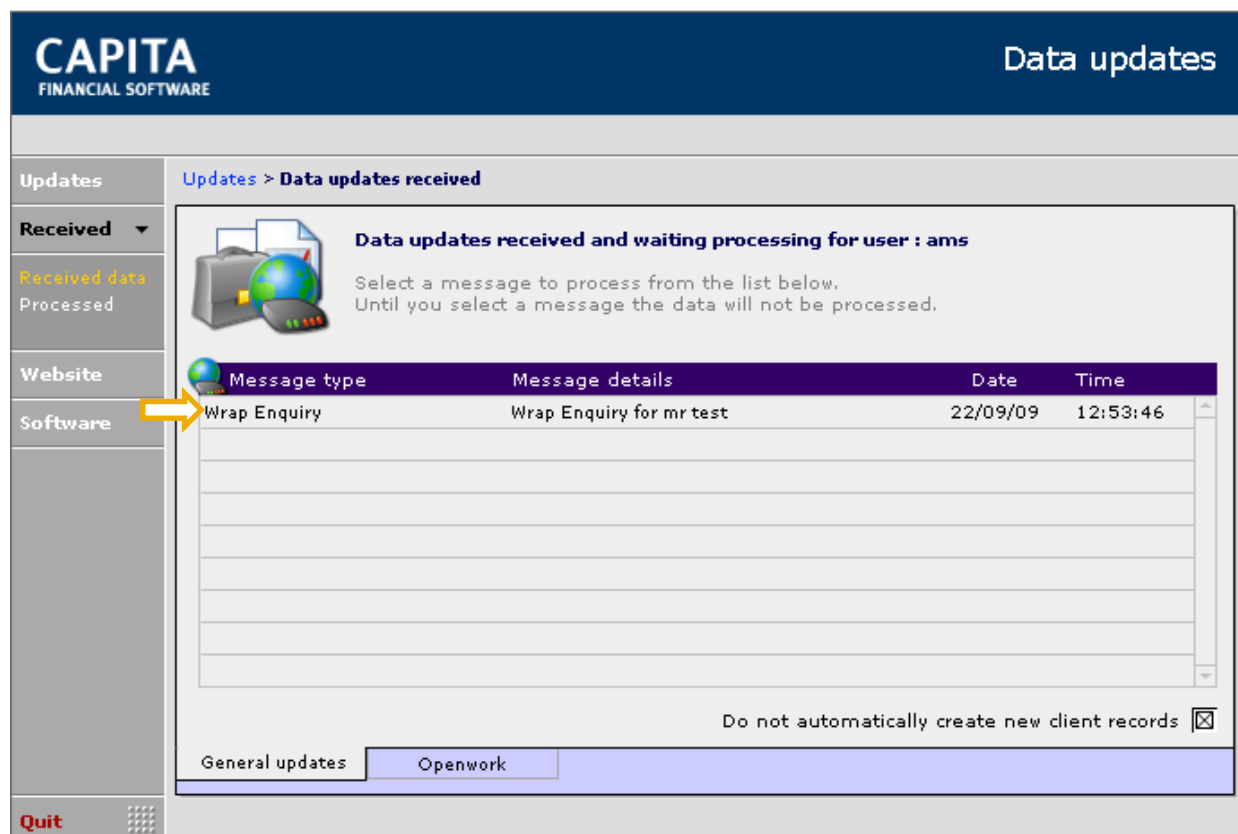 CAPITA
FINANCIAL SOFTWARE
Data updates
Updates
Received
Received data
Processed
Website
Software
Quit
Updates > Data updates received
Data updates received and waiting processing for user : ams
Select a message to process from the list below.
Until you select a message the data will not be processed.
Message type Message details Date Time
Wrap Enquiry Wrap Enquiry for mr test 22/09/09 12:53:46
Do not automatically create new client records
General updates Openwork